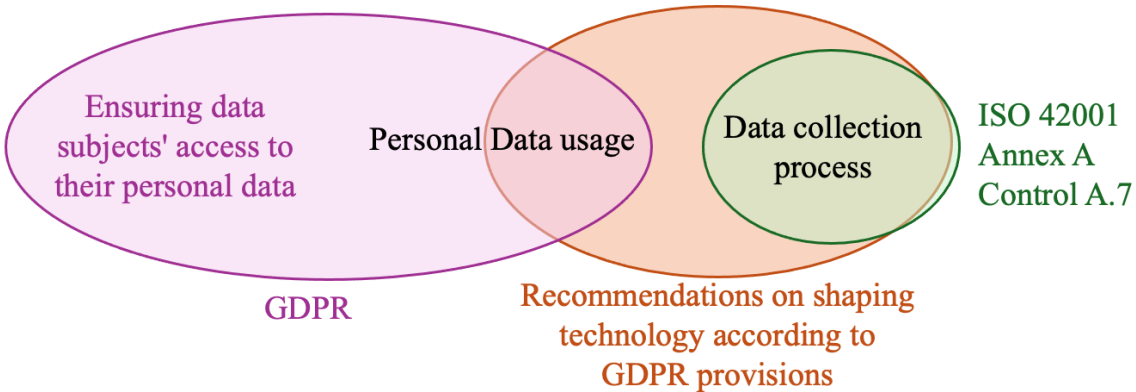 Ensuring data
subjects' access to
their personal data
Personal Data usage
Data collection
process
ISO 42001
Annex A
Control A.7
GDPR
Recommendations on shaping
technology according to
GDPR provisions